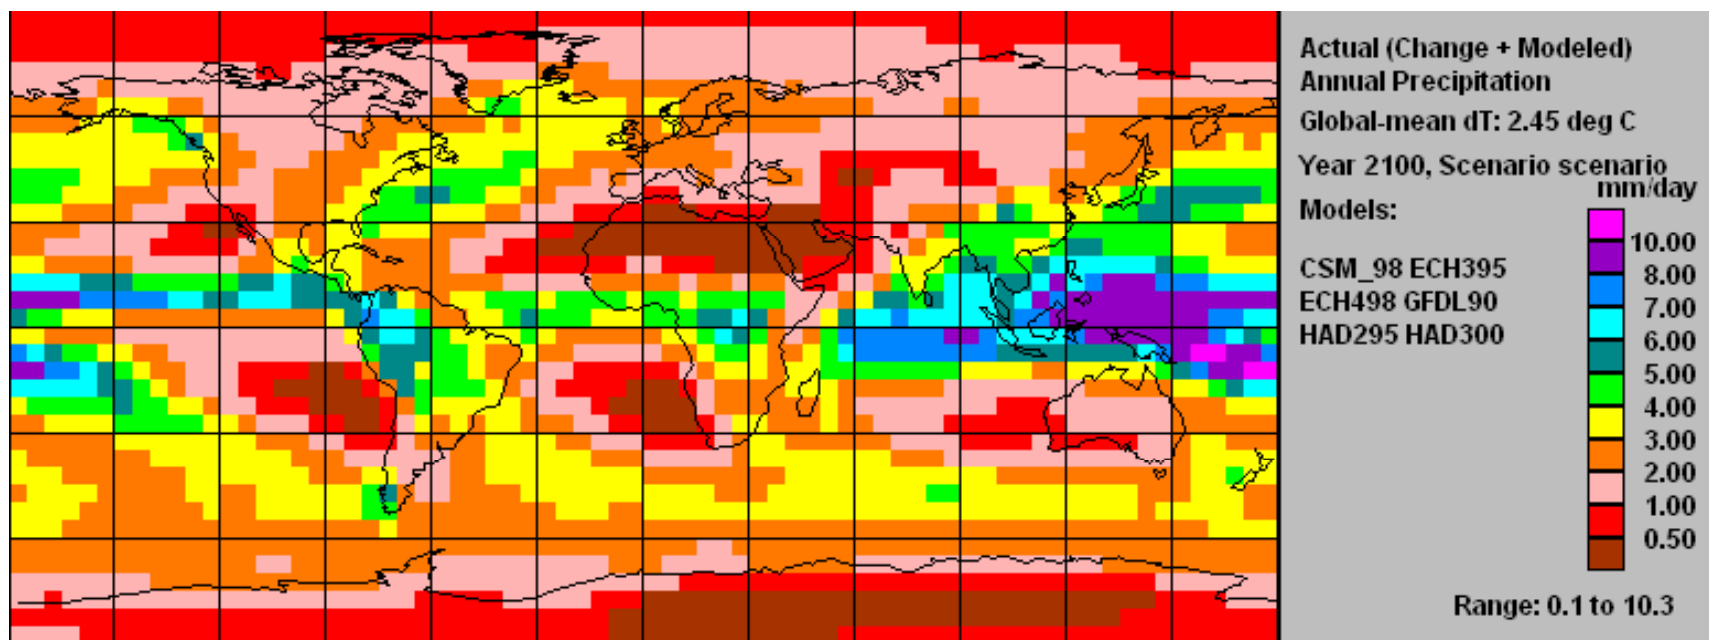 Actual (Change + Modeled)
Annual Precipitation
Global-mean dT: 2.45 deg C
Year 2100, Scenario scenario
mm/day
Models:
10.00
CSM_98 ECH395
8.00
ECH498 GFDL90
7.00
HAD295 HAD300
6.00
5.00
4.00
3.00
2.00
1.00
0.50
Range: 0.1 to 10.3